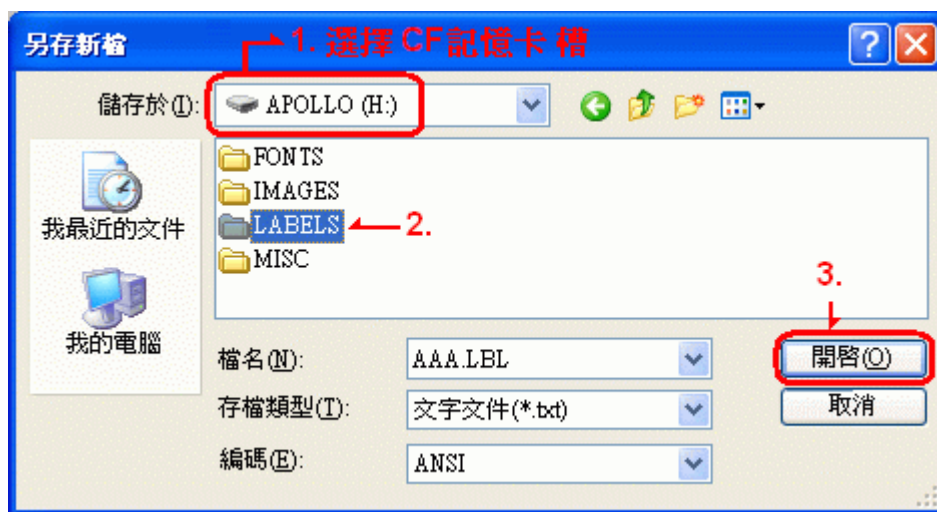 另存新檔
1. 選擇 CF記憶卡 槽
儲存於(I): APOLLO (H:)
FONTS
IMAGES
LABELS 2.
MISC
我最近的文件
我的電腦
3.
檔名(N): AAA.LBL 開啓(O)
存檔類型(T): 文字文件(*.txt) 取消
編碼(E): ANSI